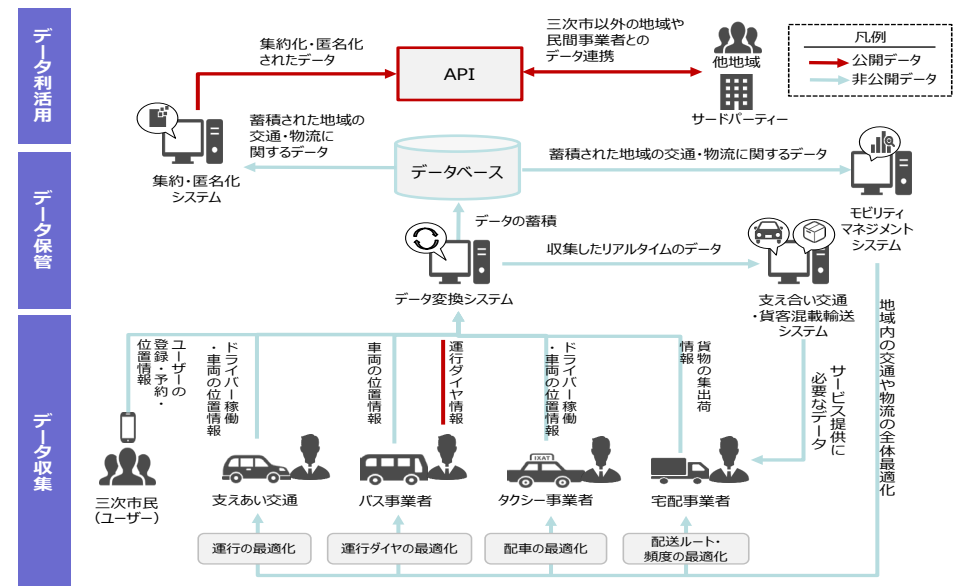 データ利活用
データ保管
データ収集
集約化・匿名化
されたデータ
API
三次市以外の地域や
民間事業者との
データ連携
他地域
サードパーティー
凡例
公開データ
非公開データ
集約・匿名化
システム
蓄積された地域の
交通・物流に
関するデータ
データベース
蓄積された地域の交通・物流に関するデータ
モビリティ
マネジメント
システム
データの蓄積
データ変換システム
収集したリアルタイムのデータ
支え合い交通
・貨客混載輸送
システム
ユーザーの
登録・予約・
位置情報
ドライバー稼働
・車両の位置情報
車両の位置情報
運行ダイヤ情報
ドライバー稼働
・車両の位置情報
貨物の集出荷
情報
サービス提供に
必要なデータ
地域内の交通や物流の全体最適化
三次市民
（ユーザー）
支えあい交通
バス事業者
TAXI
タクシー事業者
宅配事業者
運行の最適化
運行ダイヤの最適化
配車の最適化
配送ルート・
頻度の最適化